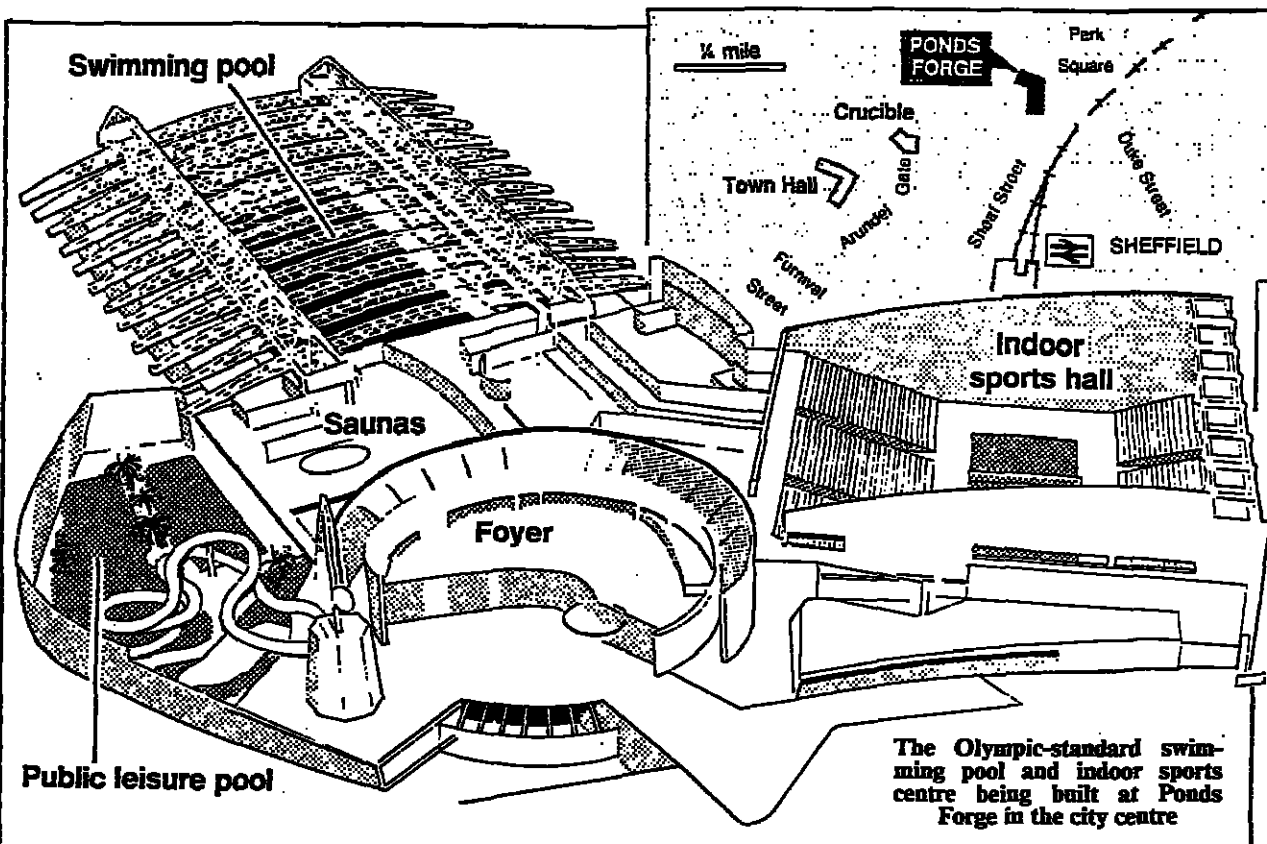 Swimming pool
¼ mile
PONDS
FORGE
Park
Square
Crucible
Town Hall
Arundel
Gate
Sheaf Street
Duke Street
Furnival
Street
SHEFFIELD
Indoor
sports hall
Saunas
Foyer
Public leisure pool
The Olympic-standard swim-
ming pool and indoor sports
centre being built at Ponds
Forge in the city centre